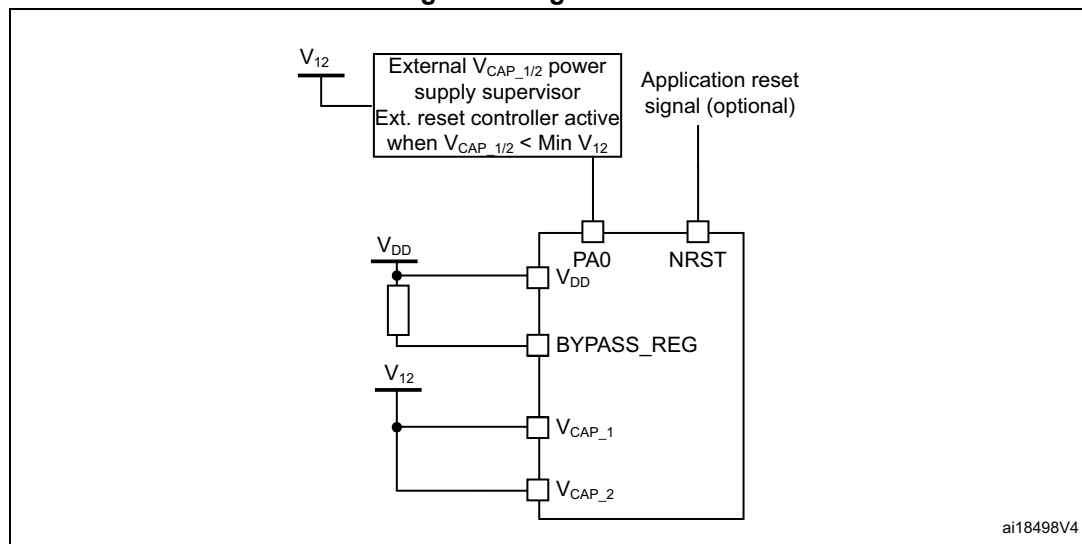 V12
External VCAP_1/2 power
supply supervisor
Ext. reset controller active
when VCAP_1/2 < Min V12
Application reset
signal (optional)
PA0
NRST
VDD
VDD
BYPASS_REG
V12
VCAP_1
VCAP_2
ai18498V4